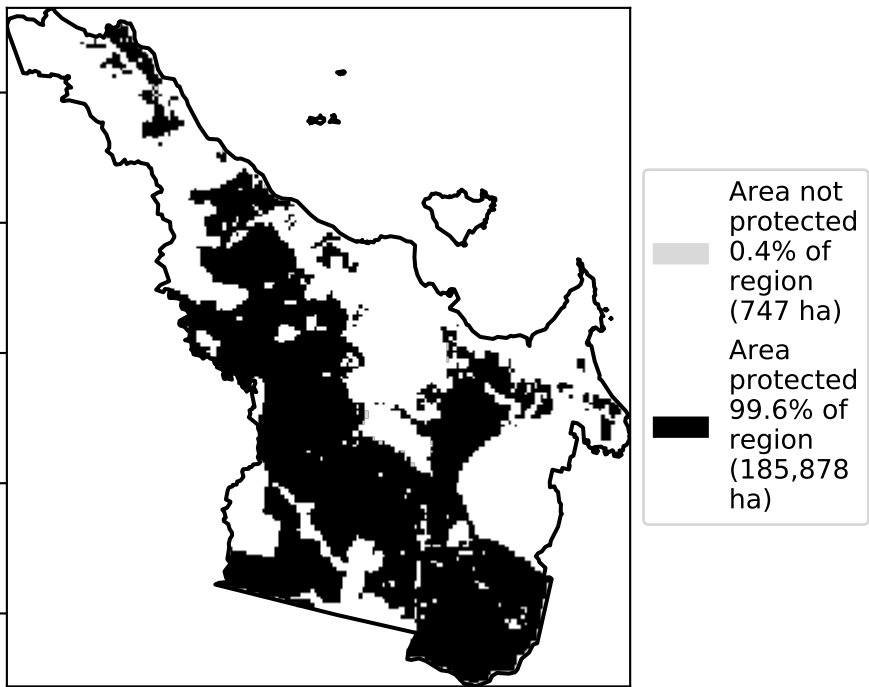 Area not
protected
0.4% of
region
(747 ha)
Area
protected
99.6% of
region
(185,878
ha)